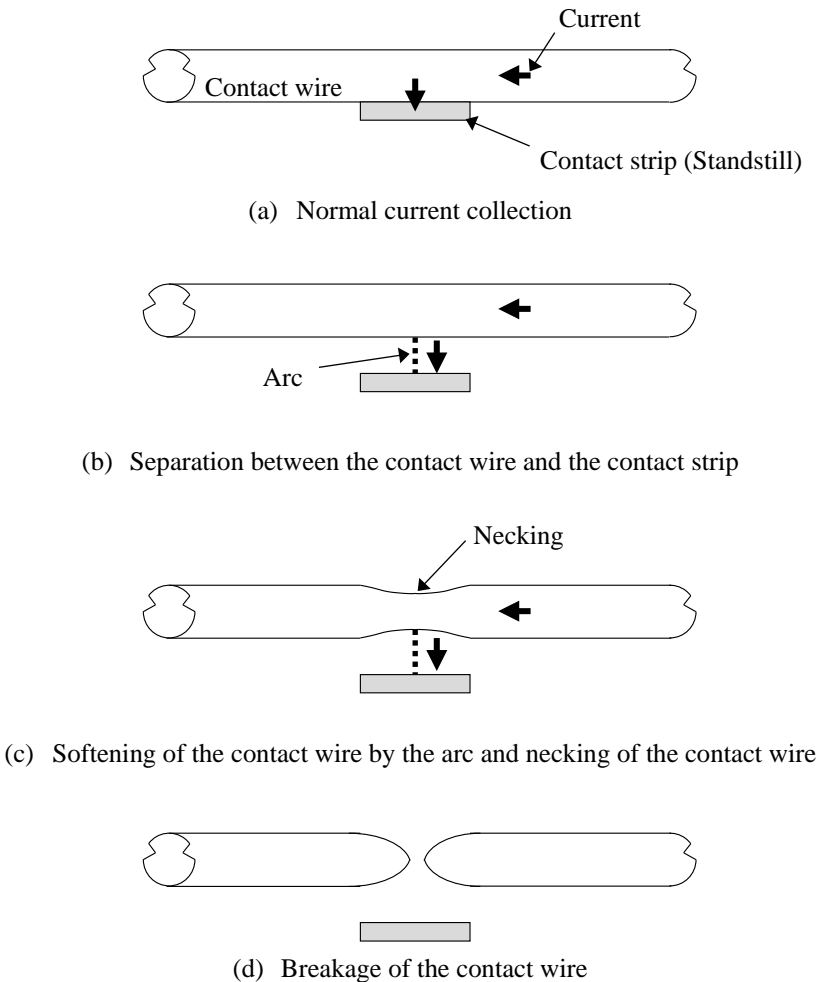 Current
Contact wire
Contact strip (Standstill)
(a) Normal current collection
Arc
(b) Separation between the contact wire and the contact strip
Necking
(c) Softening of the contact wire by the arc and necking of the contact wire
(d) Breakage of the contact wire